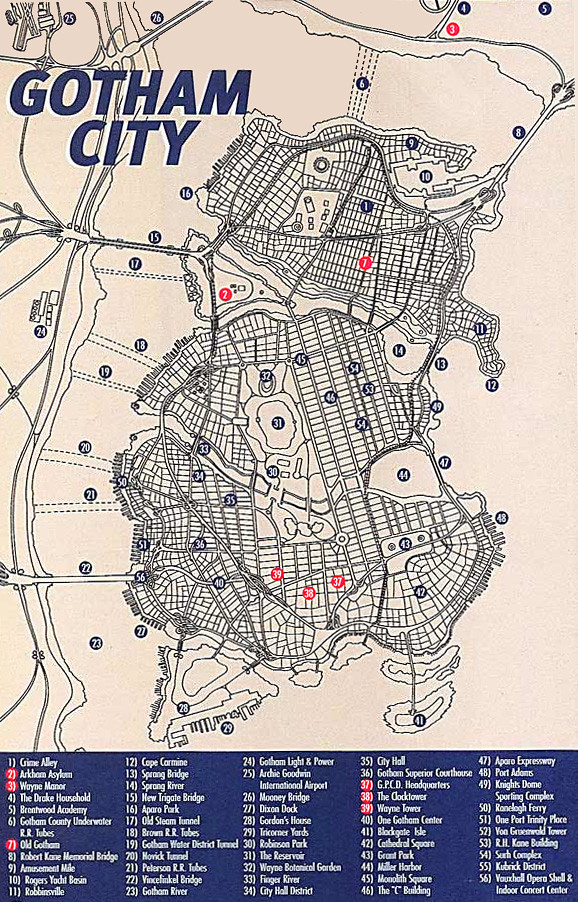 25
26
4
5
3
GOTHAM
CITY
6
8
9
10
16
1
15
7
17
2
24
11
18
14
45
13
54
32
12
19
53
46
49
31
54
20
33
47
30
34
44
50
21
35
48
51
36
43
22
56
39
37
40
38
42
27
23
28
41
29
1) Crime Alley
2) Arkham Asylum
3) Wayne Manor
4) The Drake Household
5) Brentwood Academy
6) Gotham County Underwater
R.R. Tubes
7) Old Gotham
8) Robert Kane Memorial Bridge
9) Amusement Mile
10) Rogers Yacht Basin
11) Robbinsville
12) Cape Carmine
13) Sprang Bridge
14) Sprang River
15) New Trigate Bridge
16) Aparo Park
17) Old Steam Tunnel
18) Brown R.R. Tubes
19) Gotham Water District Tunnel
20) Novick Tunnel
21) Peterson R.R. Tubes
22) Vincefinkel Bridge
23) Gotham River
24) Gotham Light & Power
25) Archie Goodwin
International Airport
26) Mooney Bridge
27) Dixon Dock
28) Gordon's House
29) Tricorner Yards
30) Robinson Park
31) The Reservoir
32) Wayne Botanical Garden
33) Finger River
34) City Hall District
35) City Hall
36) Gotham Superior Courthouse
37) G.P.C.D. Headquarters
38) The Clocktower
39) Wayne Tower
40) One Gotham Center
41) Blackgate Isle
42) Cathedral Square
43) Grant Park
44) Miller Harbor
45) Monolith Square
46) The "C" Building
47) Aparo Expressway
48) Port Adams
49) Knights Dome
Sporting Complex
50) Ranelagh Ferry
51) One Port Trinity Place
52) Von Gruenwald Tower
53) R.H. Kane Building
54) Surh Complex
55) Kubrick District
56) Vauxhall Opera Shell &
Indoor Concert Center